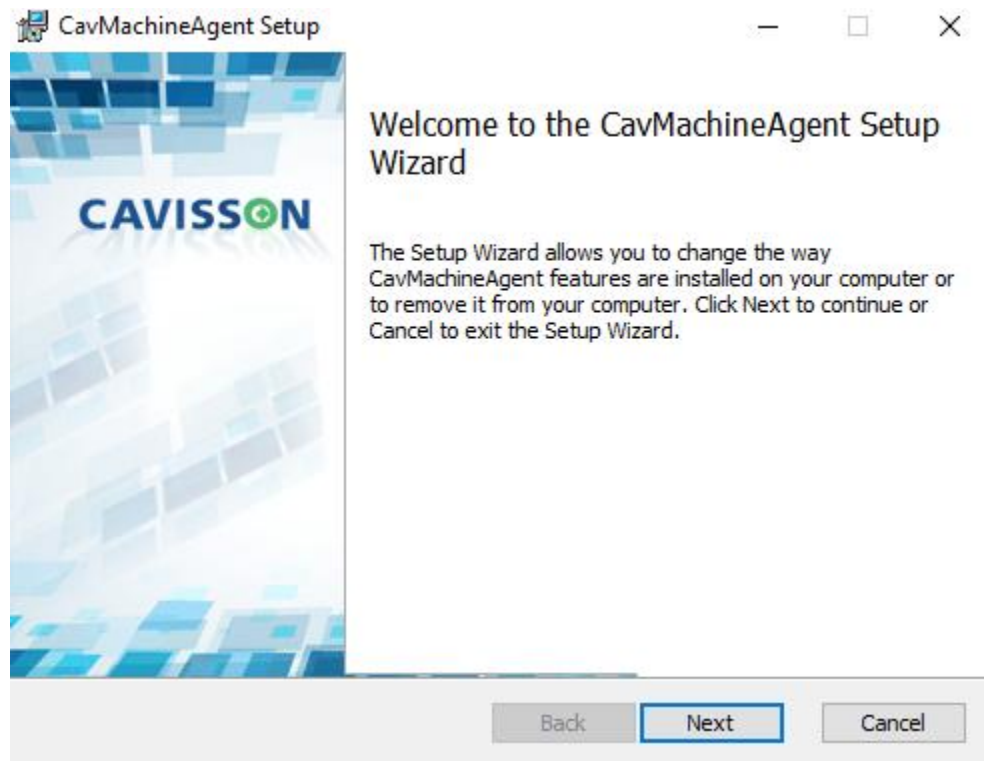 CavMachineAgent Setup
Welcome to the CavMachineAgent Setup
Wizard
CAVISSON
The Setup Wizard allows you to change the way
CavMachineAgent features are installed on your computer or
to remove it from your computer. Click Next to continue or
Cancel to exit the Setup Wizard.
Back
Next
Cancel